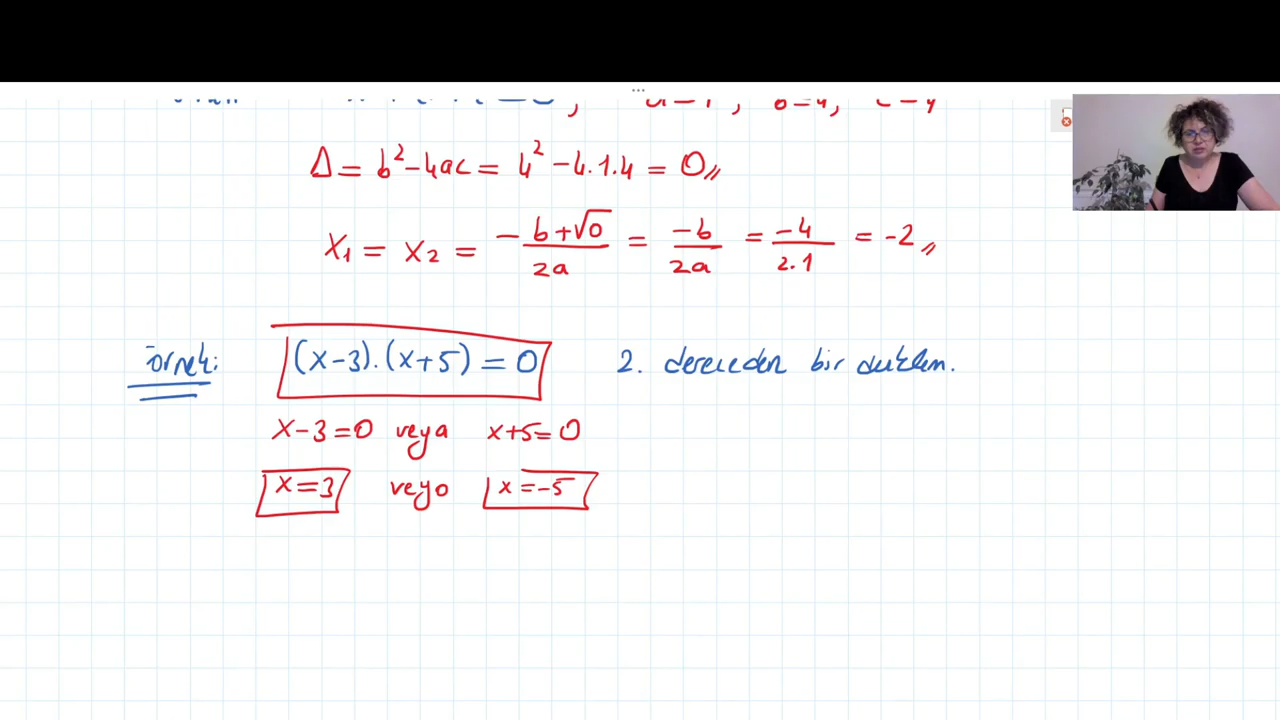 Δ = b² - 4ac = 4² - 4.1.4 = 0//
x₁ = x₂ = (-b+√0)/(2a) = (-b)/(2a) = (-4)/(2.1) = -2//
örnek: (x-3).(x+5) = 0 2. dereceden bir denklem.
x-3=0 veya x+5=0
x=3 veya x=-5